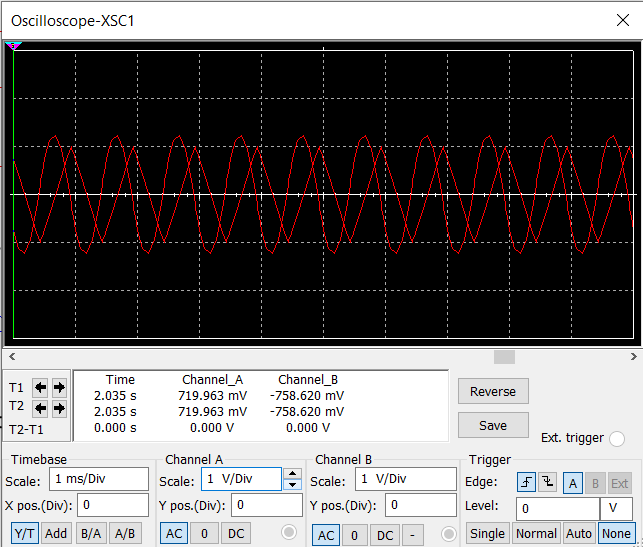 Oscilloscope-XSC1
T1
T2
T2-T1
Time Channel_A Channel_B
2.035 s 719.963 mV -758.620 mV
2.035 s 719.963 mV -758.620 mV
0.000 s 0.000 V 0.000 V
Reverse
Save
Ext. trigger
Timebase
Scale: 1 ms/Div
X pos.(Div): 0
Y/T Add B/A A/B
Channel A
Scale: 1 V/Div
Y pos.(Div): 0
AC 0 DC
Channel B
Scale: 1 V/Div
Y pos.(Div): 0
AC 0 DC -
Trigger
Edge: A B Ext
Level: 0 V
Single Normal Auto None